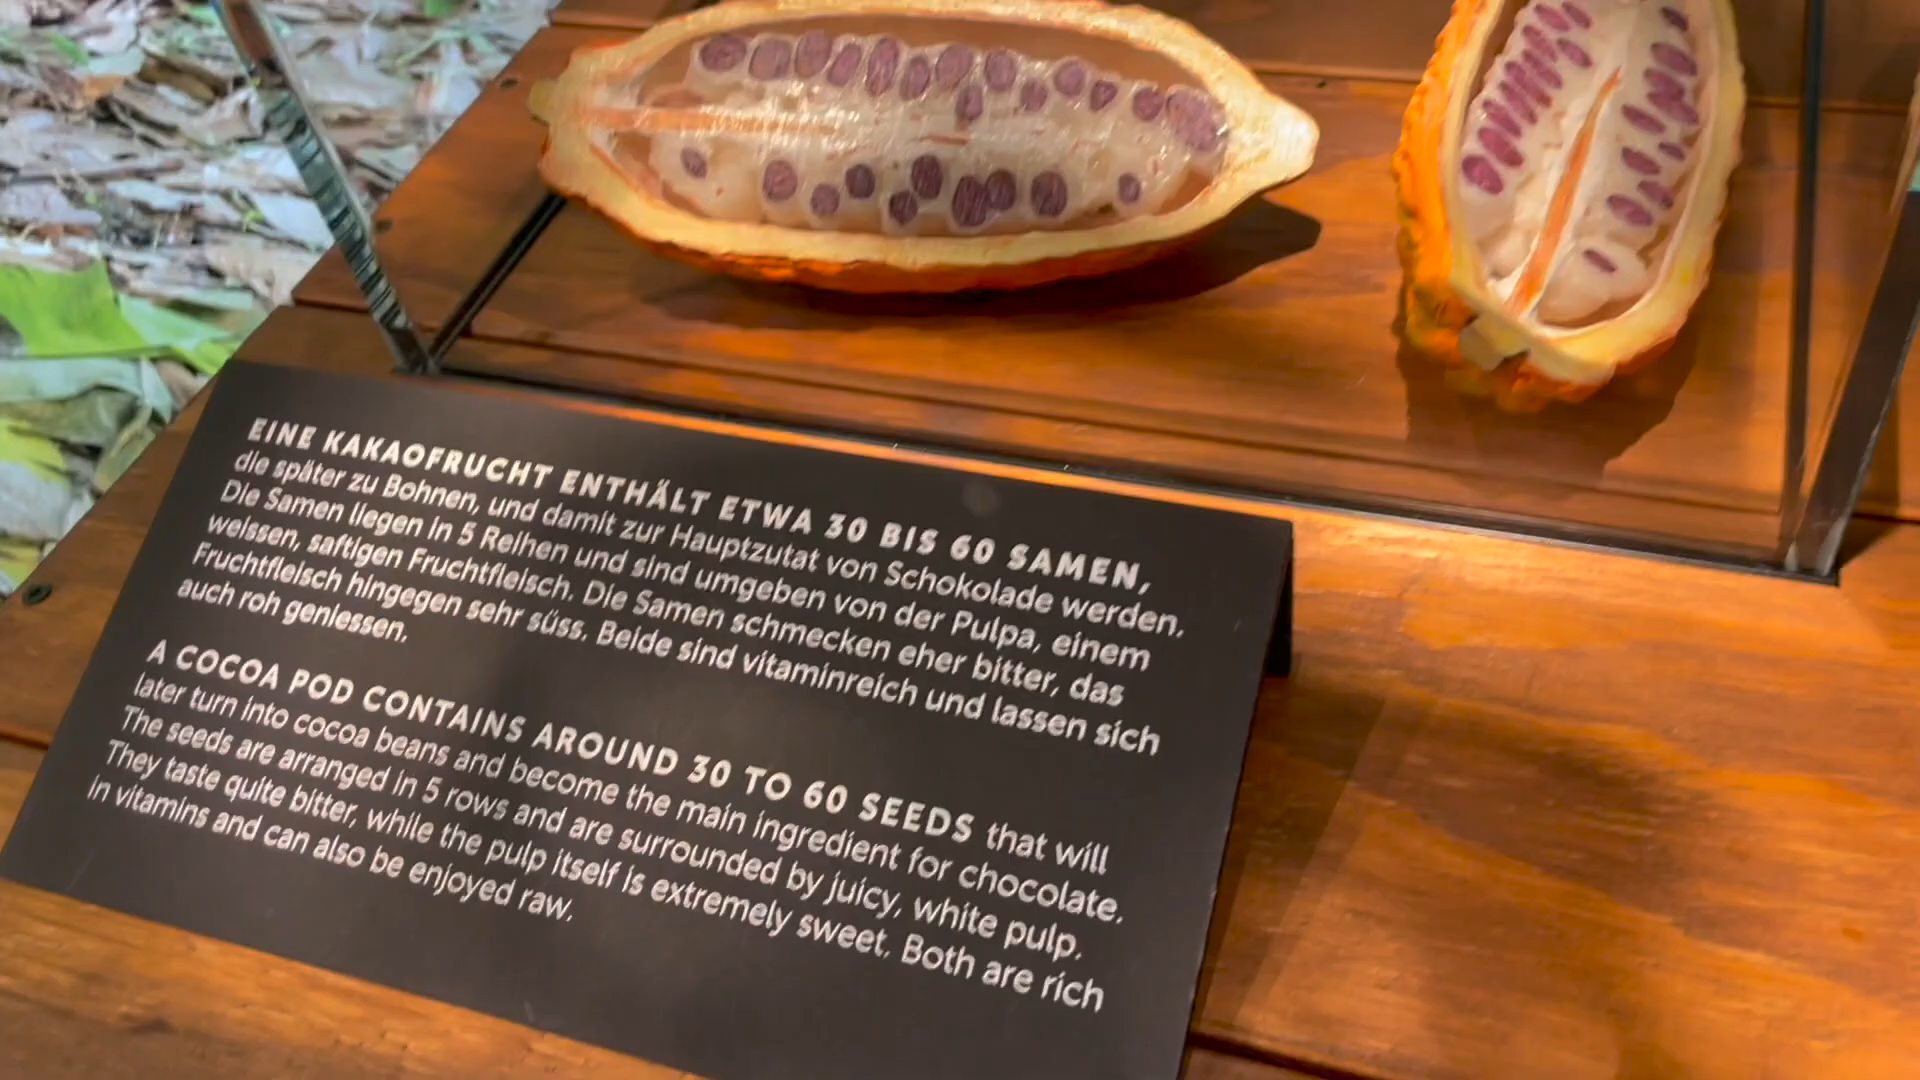 EINE KAKAOFRUCHT ENTHÄLT ETWA 30 BIS 60 SAMEN,
die später zu Bohnen, und damit zur Hauptzutat von Schokolade werden.
Die Samen liegen in 5 Reihen und sind umgeben von der Pulpa, einem
weissen, saftigen Fruchtfleisch. Die Samen schmecken eher bitter, das
Fruchtfleisch hingegen sehr süss. Beide sind vitaminreich und lassen sich
auch roh geniessen.
A COCOA POD CONTAINS AROUND 30 TO 60 SEEDS that will
later turn into cocoa beans and become the main ingredient for chocolate.
The seeds are arranged in 5 rows and are surrounded by juicy, white pulp.
They taste quite bitter, while the pulp itself is extremely sweet. Both are rich
in vitamins and can also be enjoyed raw.